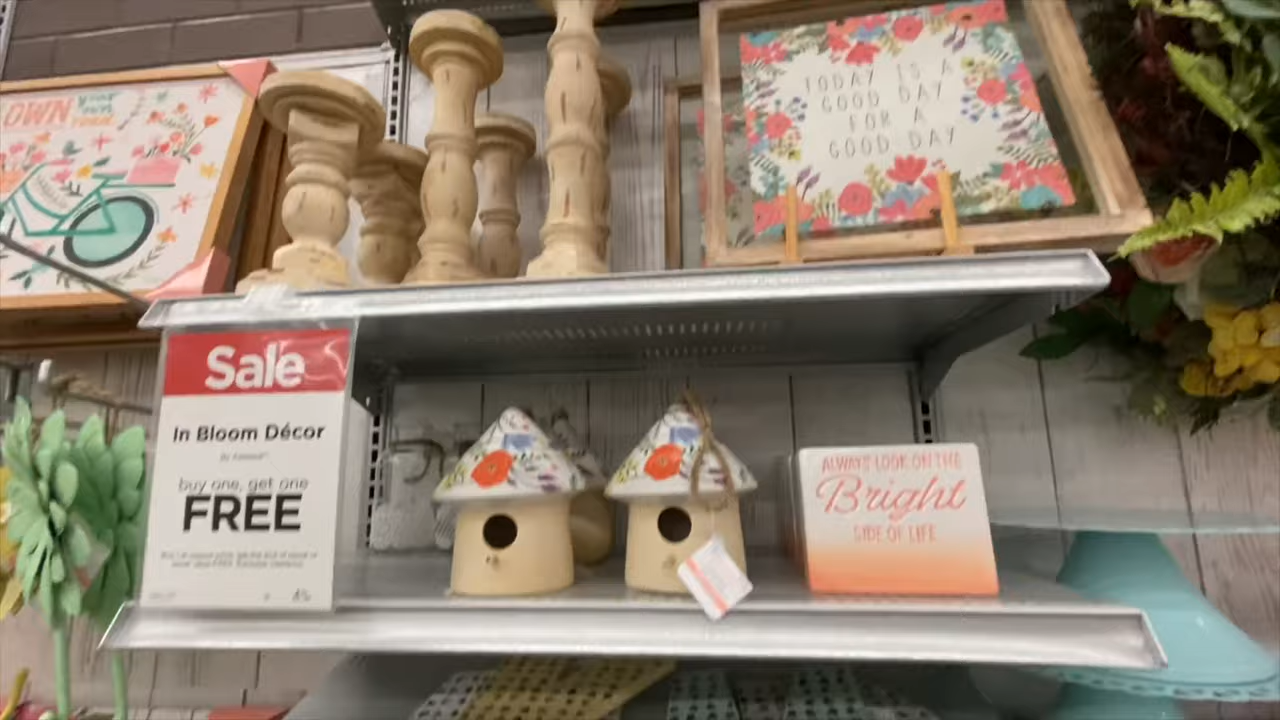 OWN
TODAY IS A
GOOD DAY
FOR A
GOOD DAY
Sale
In Bloom Décor
buy one, get one
FREE
ALWAYS LOOK ON THE
Bright
SIDE OF LIFE